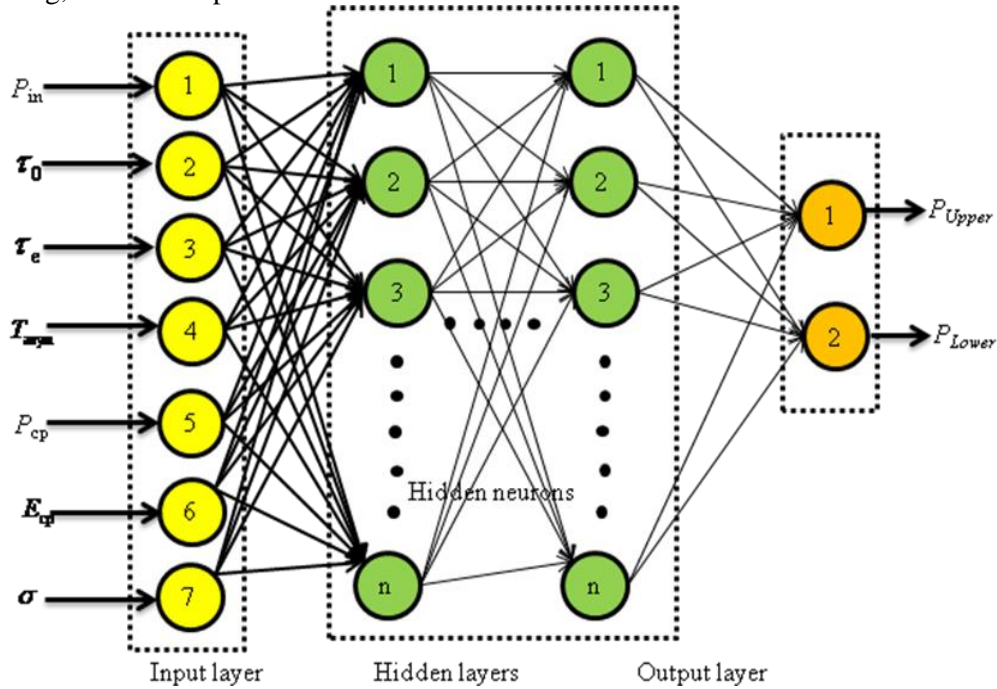 P_in
τ_0
τ_e
P_cp
σ
1
2
3
4
5
6
7
1
2
3
n
1
2
3
n
Hidden neurons
1
2
P_Upper
P_Lower
Input layer
Hidden layers
Output layer